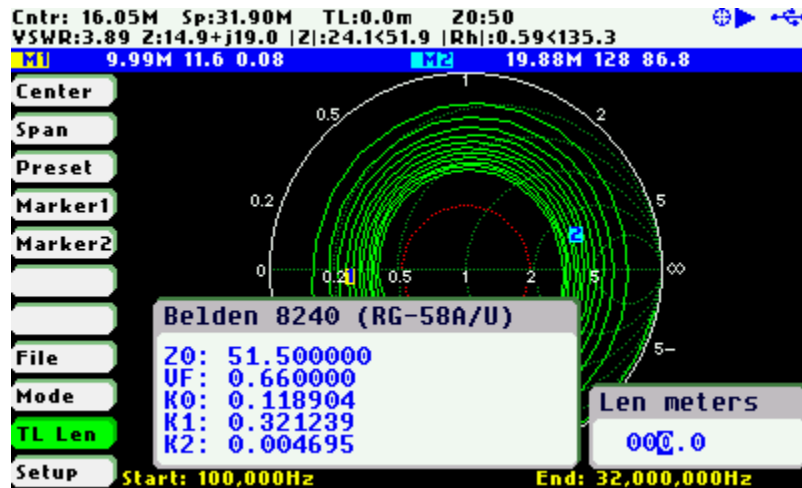 Cntr: 16.05M Sp:31.90M TL:0.0m Z0:50
VSWR:3.89 Z:14.9+j19.0 |Z|:24.1<51.9 |Rh|:0.59<135.3
M1 9.99M 11.6 0.08 M2 19.88M 128 86.8
Center
Span
Preset
Marker1
Marker2
File
Mode
TL Len
Setup
1
0.5 2
0.2 5
2
0 0.2 1 0.5 1 2 5 ∞
5-
Belden 8240 (RG-58A/U)
Z0: 51.500000
VF: 0.660000
K0: 0.118904
K1: 0.321239
K2: 0.004695
Len meters
000.0
Start: 100,000Hz End: 32,000,000Hz